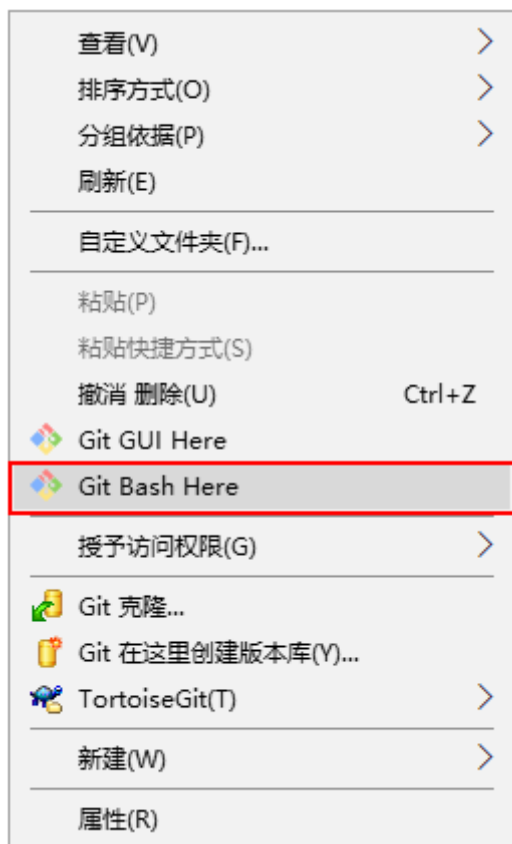 查看(V)
排序方式(O)
分组依据(P)
刷新(E)
自定义文件夹(F)...
粘贴(P)
粘贴快捷方式(S)
撤消 删除(U) Ctrl+Z
Git GUI Here
Git Bash Here
授予访问权限(G)
Git 克隆...
Git 在这里创建版本库(Y)...
TortoiseGit(T)
新建(W)
属性(R)